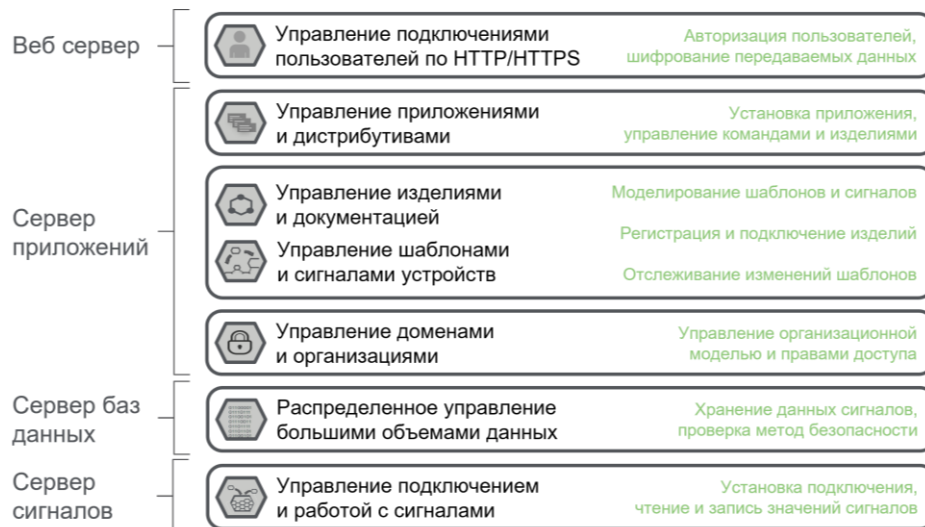 Веб сервер
Управление подключениями
пользователей по HTTP/HTTPS
Авторизация пользователей,
шифрование передаваемых данных
Сервер
приложений
Управление приложениями
и дистрибутивами
Установка приложения,
управление командами и изделиями
Управление изделиями
и документацией
Моделирование шаблонов и сигналов
Регистрация и подключение изделий
Управление шаблонами
и сигналами устройств
Отслеживание изменений шаблонов
Управление доменами
и организациями
Управление организационной
моделью и правами доступа
Сервер баз
данных
Распределенное управление
большими объемами данных
Хранение данных сигналов,
проверка метод безопасности
Сервер
сигналов
Управление подключением
и работой с сигналами
Установка подключения,
чтение и запись значений сигналов